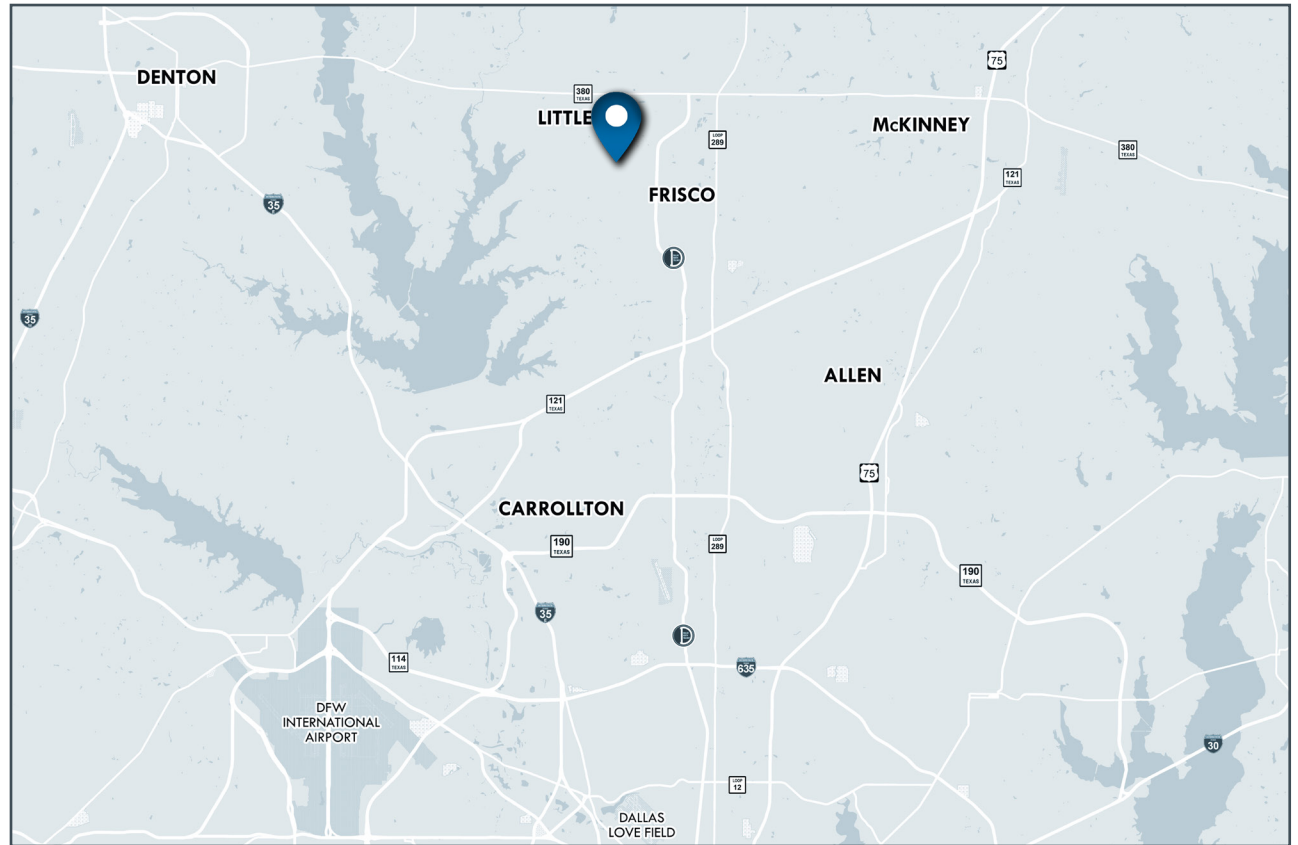 75
DENTON
380
TEXAS
LITTLE
McKINNEY
LOOP
289
380
TEXAS
121
TEXAS
FRISCO
35
35
ALLEN
121
TEXAS
75
CARROLLTON
190
TEXAS
LOOP
289
190
TEXAS
35
114
TEXAS
635
DFW
INTERNATIONAL
AIRPORT
30
LOOP
12
DALLAS
LOVE FIELD